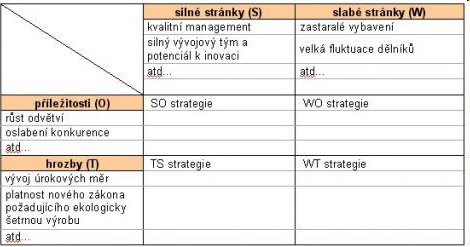 silné stránky (S)
slabé stránky (W)
kvalitní management
zastaralé vybavení
silný vývojový tým a
potenciál k inovaci
velká fluktuace dělníků
atd...
atd...
příležitosti (O)
SO strategie
WO strategie
růst odvětví
oslabení konkurence
atd...
hrozby (T)
TS strategie
WT strategie
vývoj úrokových měr
platnost nového zákona
požadujícího ekologicky
šetrnou výrobu
atd...